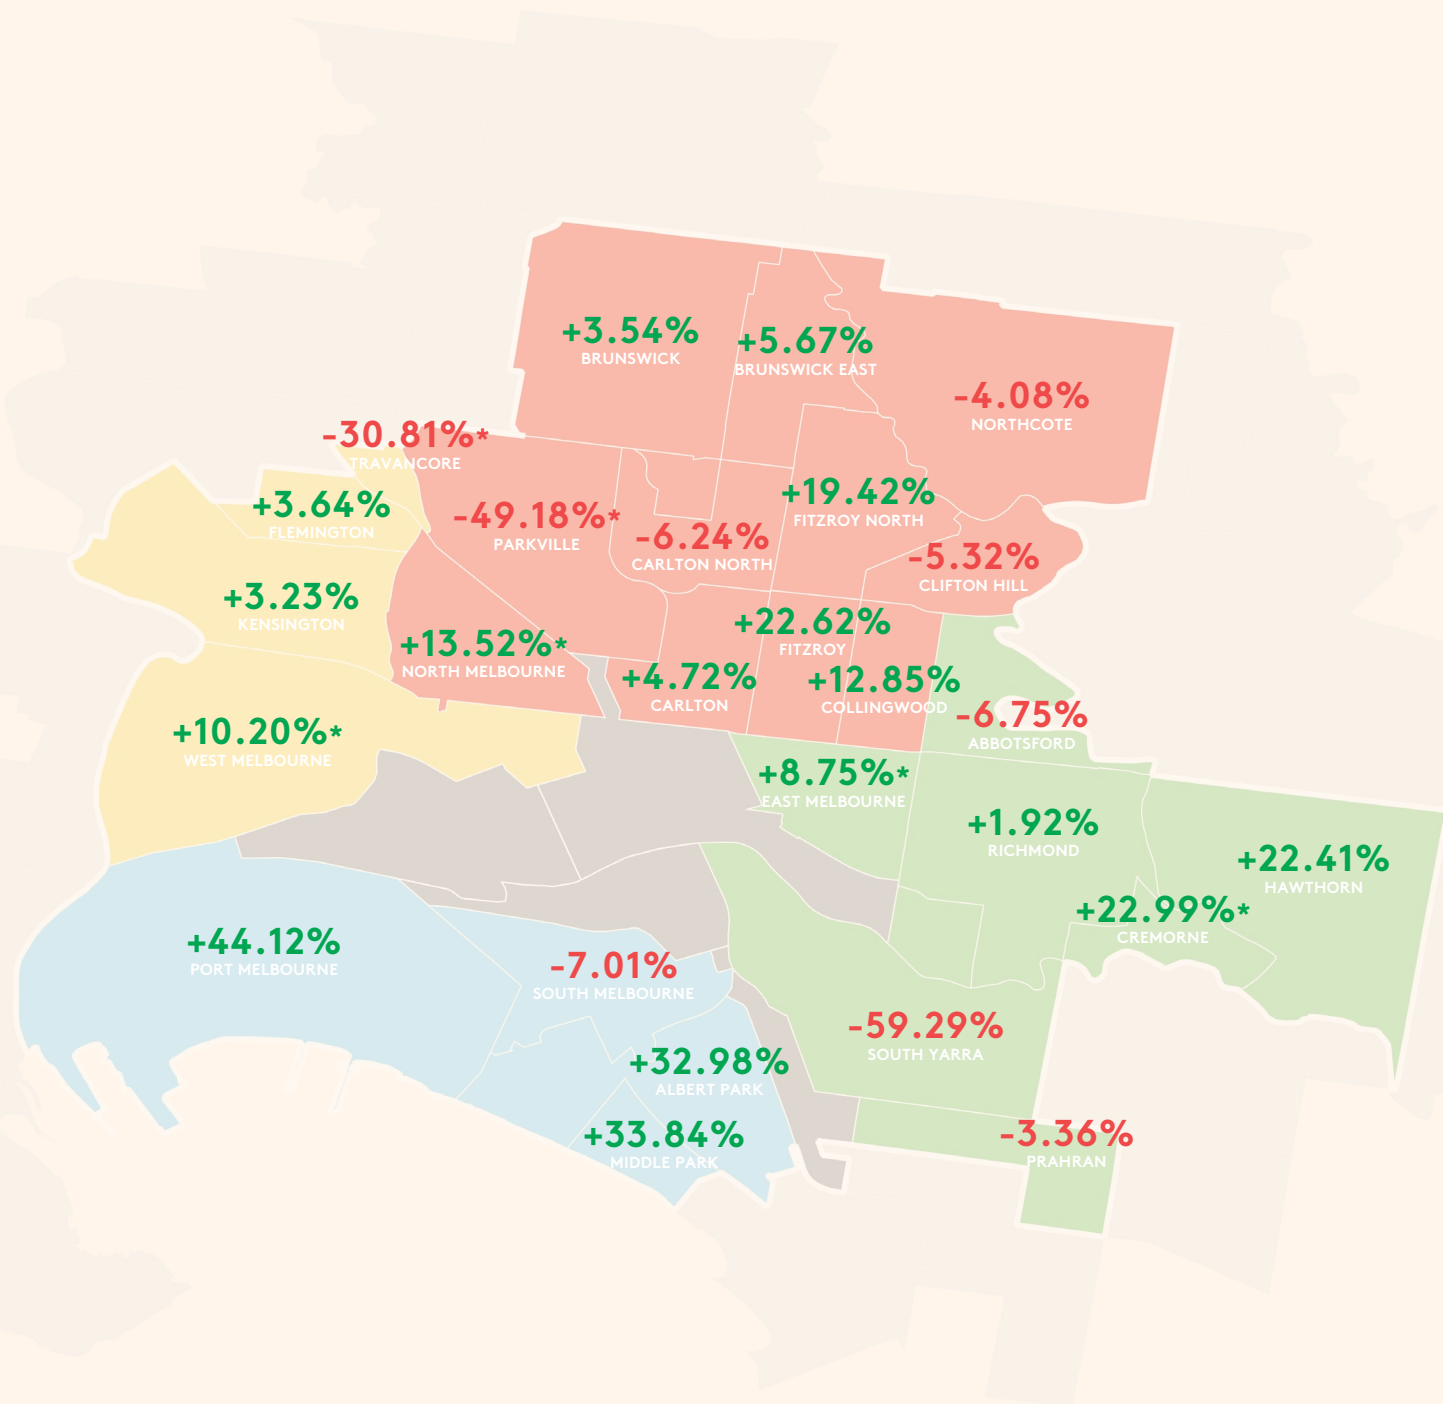 +3.54%
BRUNSWICK
+5.67%
BRUNSWICK EAST
-4.08%
NORTHCOTE
-30.81%*
TRAVANCORE
+3.64%
FLEMINGTON
-49.18%*
PARKVILLE
-6.24%
CARLTON NORTH
+19.42%
FITZROY NORTH
-5.32%
CLIFTON HILL
+3.23%
KENSINGTON
+13.52%*
NORTH MELBOURNE
+22.62%
FITZROY
+4.72%
CARLTON
+12.85%
COLLINGWOOD
-6.75%
ABBOTSFORD
+10.20%*
WEST MELBOURNE
+8.75%*
EAST MELBOURNE
+1.92%
RICHMOND
+22.41%
HAWTHORN
+22.99%*
CREMORNE
+44.12%
PORT MELBOURNE
-7.01%
SOUTH MELBOURNE
-59.29%
SOUTH YARRA
+32.98%
ALBERT PARK
+33.84%
MIDDLE PARK
-3.36%
PRAHRAN